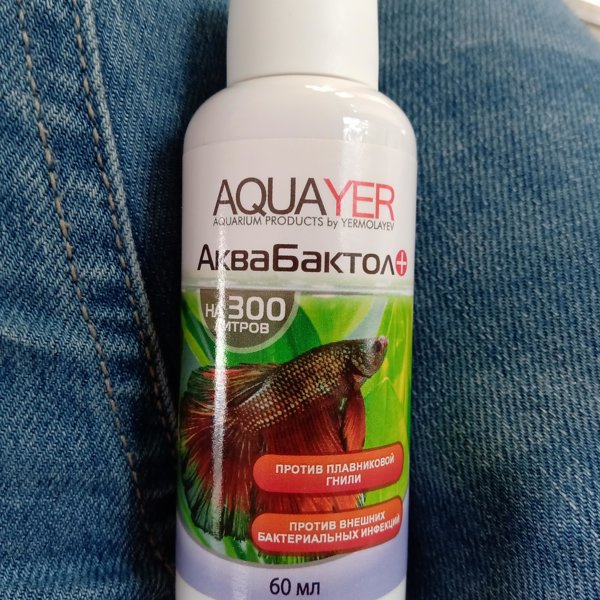 AQUAYER
AQUARIUM PRODUCTS by YERMOLAYEV
АкваБактол+
НА 300
ЛИТРОВ
ПРОТИВ ПЛАВНИКОВОЙ
ГНИЛИ
ПРОТИВ ВНЕШНИХ
БАКТЕРИАЛЬНЫХ ИНФЕКЦИЙ
60 мл